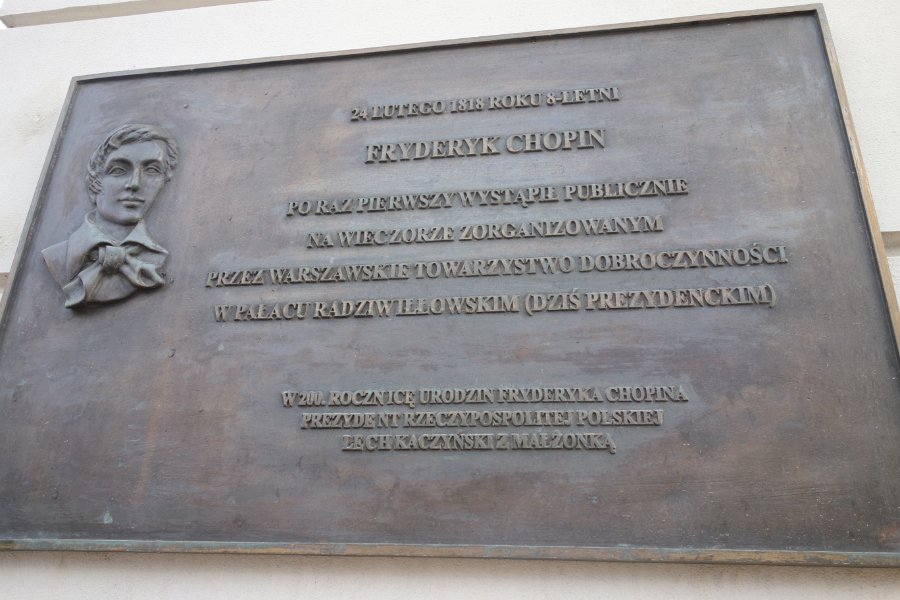 24 LUTEGO 1818 ROKU 8-LETNI
FRYDERYK CHOPIN
PO RAZ PIERWSZY WYSTĄPIŁ PUBLICZNIE
NA WIECZORZE ZORGANIZOWANYM
PRZEZ WARSZAWSKIE TOWARZYSTWO DOBROCZYNNOŚCI
W PAŁACU RADZIWIŁŁOWSKIM (DZIŚ PREZYDENCKIM)
W 200. ROCZNICĘ URODZIN FRYDERYKA CHOPINA
PREZYDENT RZECZYPOSPOLITEJ POLSKIEJ
LECH KACZYŃSKI Z MAŁŻONKĄ